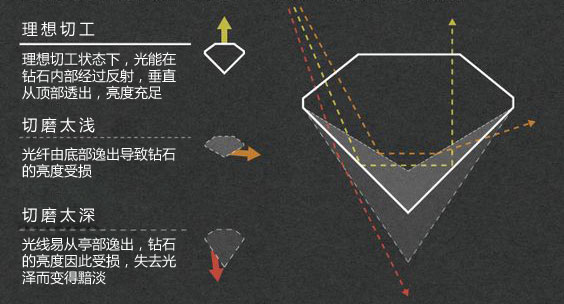 理想切工
理想切工状态下，光能在
钻石内部经过反射，垂直
从顶部透出，亮度充足
切磨太浅
光纤由底部逸出导致钻石
的亮度受损
切磨太深
光线易从亭部逸出，钻石
的亮度因此受损，失去光
泽而变得黯淡